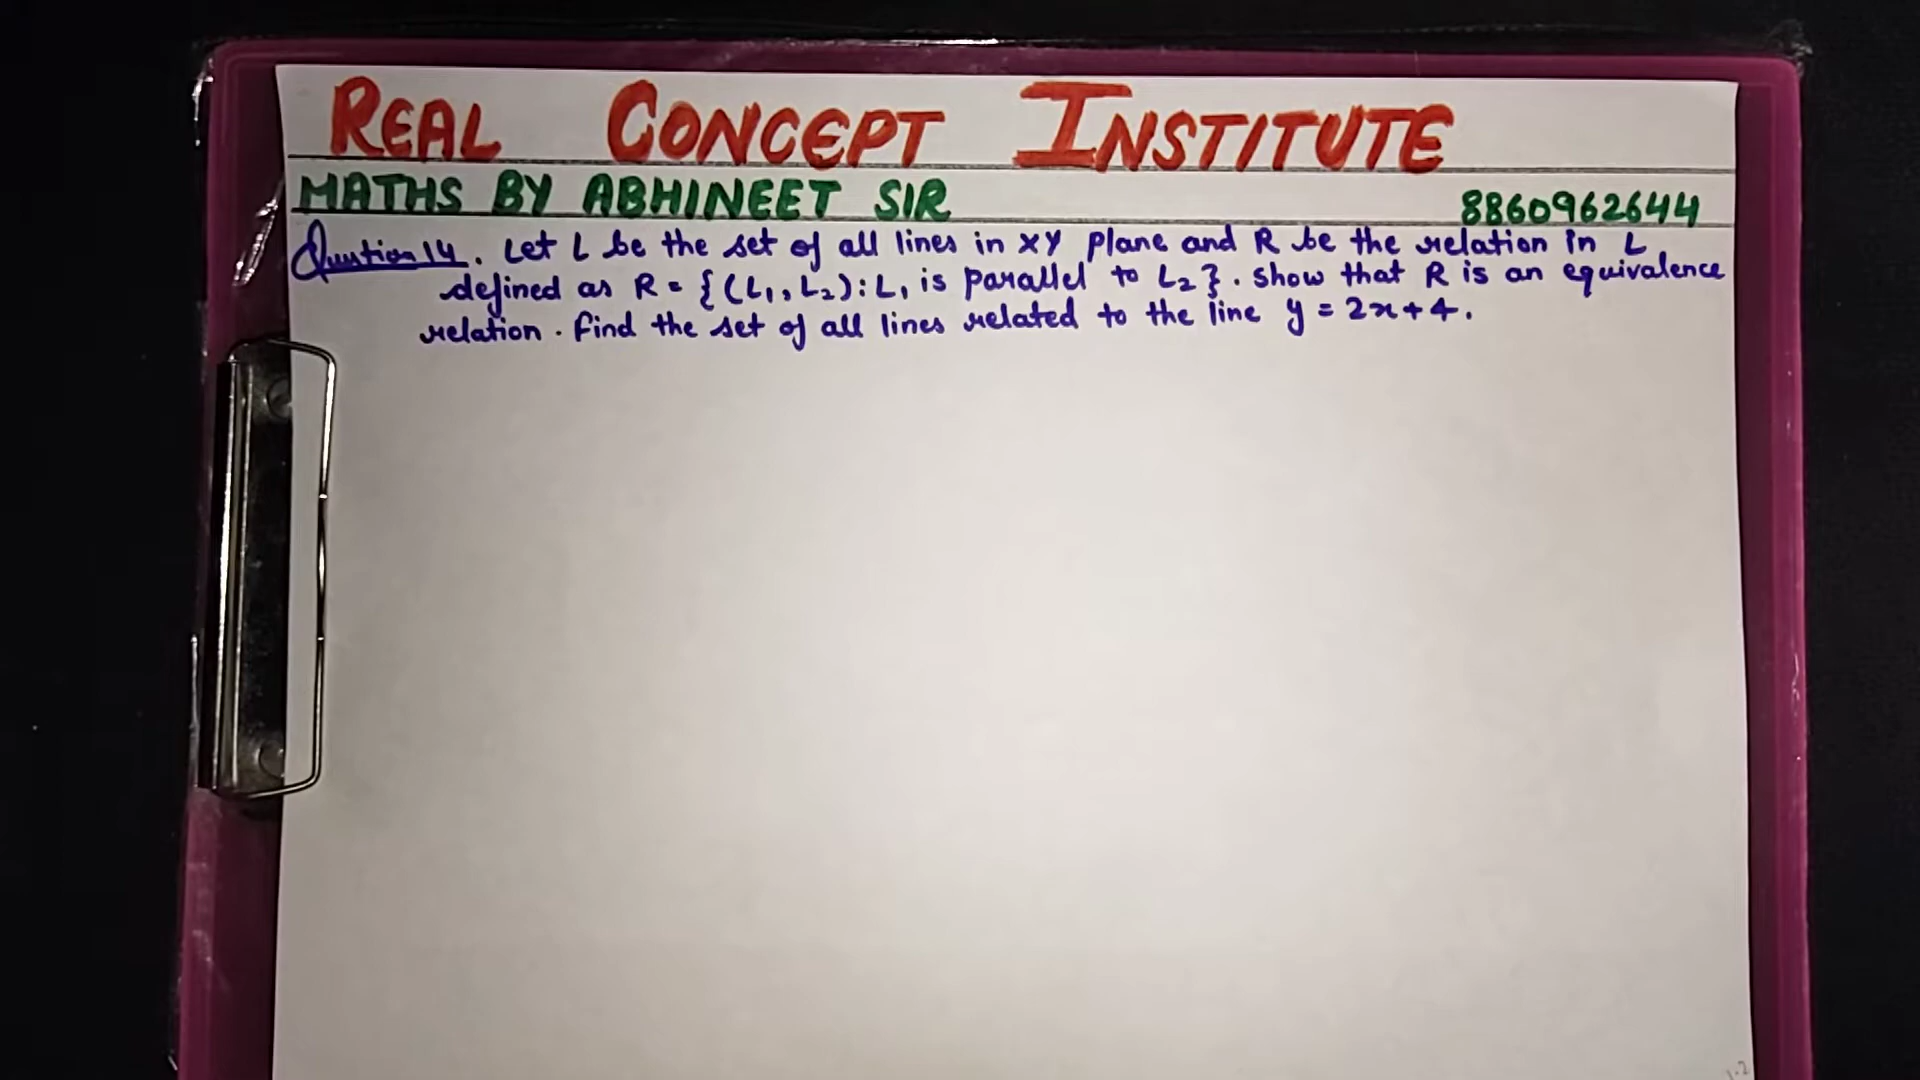 REAL CONCEPT INSTITUTE
MATHS BY ABHINEET SIR 8860962644
Question 14. Let L be the set of all lines in XY plane and R be the relation in L
defined as R = {(L₁, L₂): L₁ is parallel to L₂}. Show that R is an equivalence
relation. Find the set of all lines related to the line y = 2x + 4.